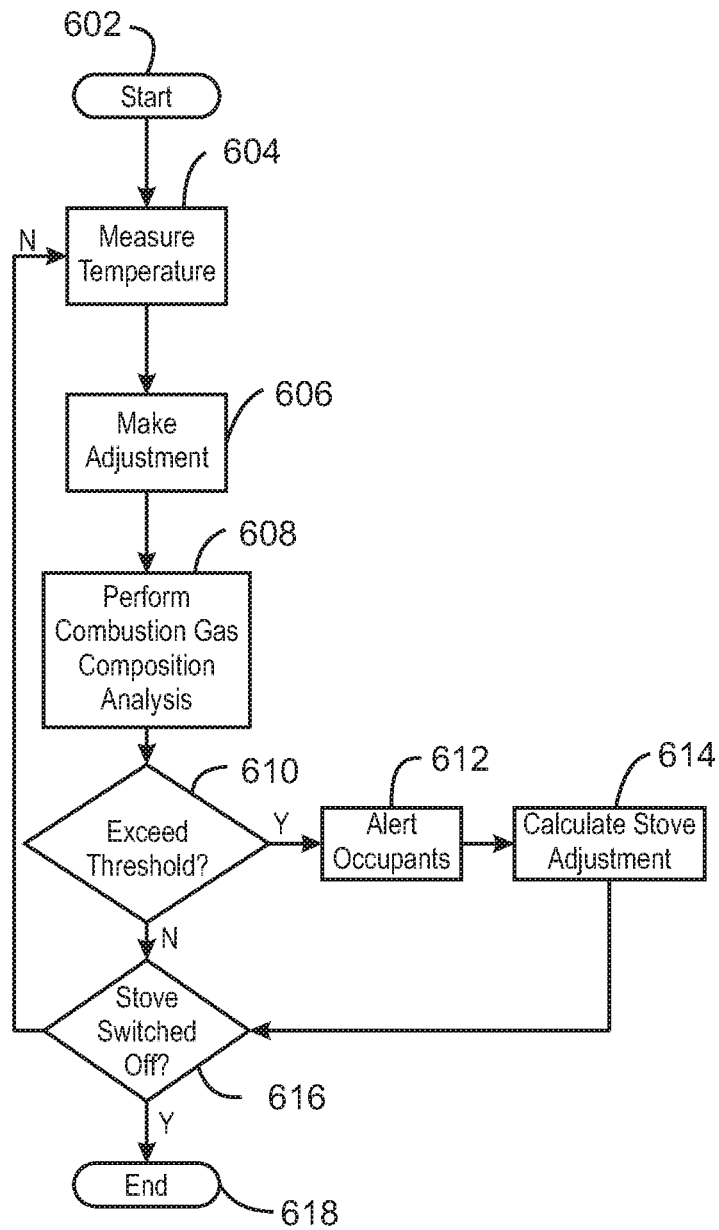 602
Start
604
N
Measure
Temperature
606
Make
Adjustment
608
Perform
Combustion Gas
Composition
Analysis
610
612
614
Exceed
Threshold?
Y
Alert
Occupants
Calculate Stove
Adjustment
N
Stove
Switched
Off?
616
Y
End
618